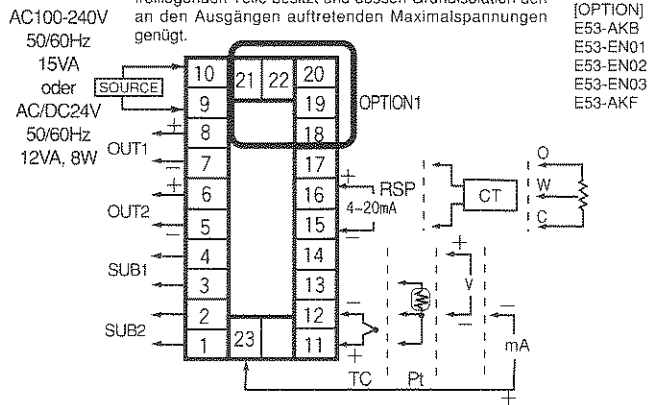 freiliegenden Teile besitzt und dessen Grundisolation den
an den Ausgängen auftretenden Maximalspannungen
genügt.
AC100-240V
50/60Hz
15VA
oder
AC/DC24V
50/60Hz
12VA, 8W
SOURCE
+
OUT1
−
+
OUT2
−
SUB1
SUB2
10
9
8
7
6
5
4
3
2
1
21 22
23
20
19
18
17
16
15
14
13
12
11
OPTION1
+
RSP
4~20mA
−
CT
O
W
C
−
+
TC
Pt
+
V
−
−
mA
+
[OPTION]
E53-AKB
E53-EN01
E53-EN02
E53-EN03
E53-AKF